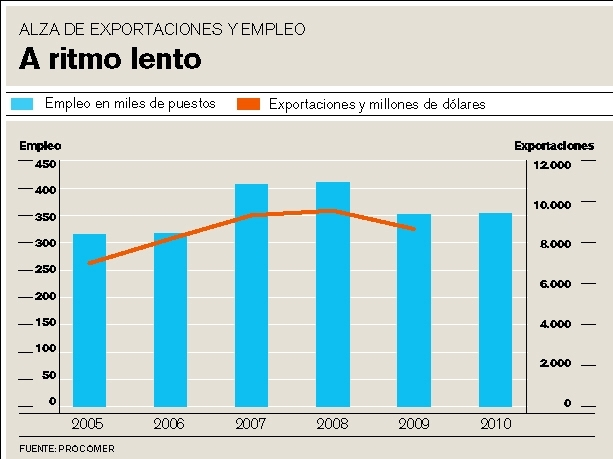 ALZA DE EXPORTACIONES Y EMPLEO
A ritmo lento
Empleo en miles de puestos
Exportaciones y millones de dólares
Empleo
Exportaciones
450
400
350
300
250
200
150
100
50
0
12.000
10.000
8.000
6.000
4.000
2.000
0
2005 2006 2007 2008 2009 2010
FUENTE: PROCOMER